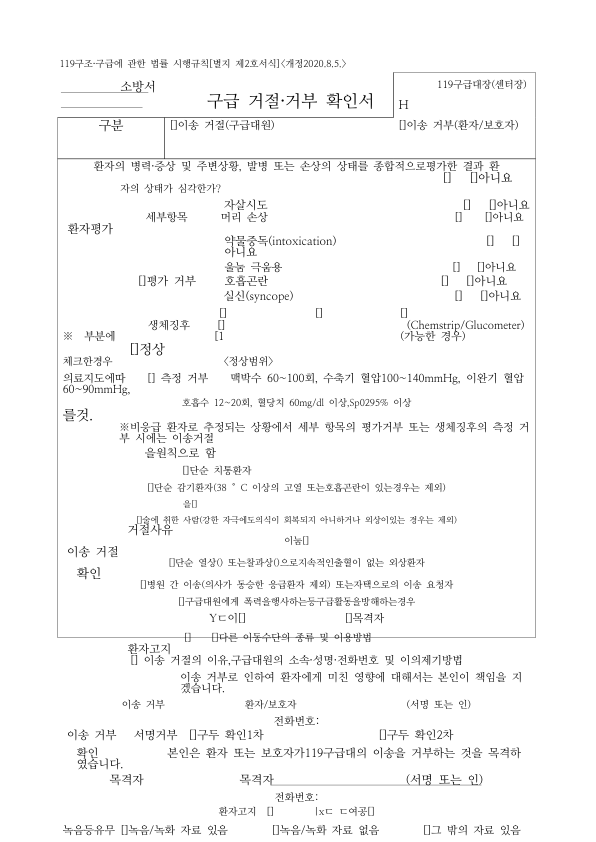 119구조·구급에 관한 법률 시행규칙[별지 제2호서식]〈개정2020.8.5.〉
소방서
119구급대장(센터장)
구급 거절·거부 확인서
H
구분
[]이송 거절(구급대원)
[]이송 거부(환자/보호자)
환자의 병력·증상 및 주변상황, 발병 또는 손상의 상태를 종합적으로평가한 결과 환
[] []아니요
자의 상태가 심각한가?
자살시도 [] []아니요
세부항목 머리 손상 [] []아니요
환자평가
약물중독(intoxication) [] []
아니요
울눔 극움용 [] []아니요
[]평가 거부 호흡곤란 [] []아니요
실신(syncope) [] []아니요
[] [] []
생체징후 [] (Chemstrip/Glucometer)
※ 부분에 [1 (가능한 경우)
[]정상
체크한경우 〈정상범위〉
의료지도에따 [] 측정 거부 맥박수 60~100회, 수축기 혈압100~140mmHg, 이완기 혈압
60~90mmHg,
호흡수 12~20회, 혈당치 60mg/dl 이상,Sp0295% 이상
를것.
※비응급 환자로 추정되는 상황에서 세부 항목의 평가거부 또는 생체징후의 측정 거
부 시에는 이송거절
을원칙으로 함
[]단순 치통환자
[]단순 감기환자(38 ° C 이상의 고열 또는호흡곤란이 있는경우는 제외)
을[]
[]술에 취한 사람(강한 자극에도의식이 회복되지 아니하거나 외상이있는 경우는 제외)
거절사유
이눔[]
이송 거절
[]단순 열상() 또는찰과상()으로지속적인출혈이 없는 외상환자
확인
[]병원 간 이송(의사가 동승한 응급환자 제외) 또는자택으로의 이송 요청자
[]구급대원에게 폭력을행사하는등구급활동을방해하는경우
Yㄷ이[] []목격자
[] []다른 이동수단의 종류 및 이용방법
환자고지
[] 이송 거절의 이유,구급대원의 소속·성명·전화번호 및 이의제기방법
이송 거부로 인하여 환자에게 미친 영향에 대해서는 본인이 책임을 지
겠습니다.
이송 거부 환자/보호자 (서명 또는 인)
전화번호:
이송 거부 서명거부 []구두 확인1차 []구두 확인2차
확인 본인은 환자 또는 보호자가119구급대의 이송을 거부하는 것을 목격하
였습니다.
목격자 목격자 (서명 또는 인)
전화번호:
환자고지 [] |xㄷ ㄷ여공[]
녹음등유무 []녹음/녹화 자료 있음 []녹음/녹화 자료 없음 []그 밖의 자료 있음